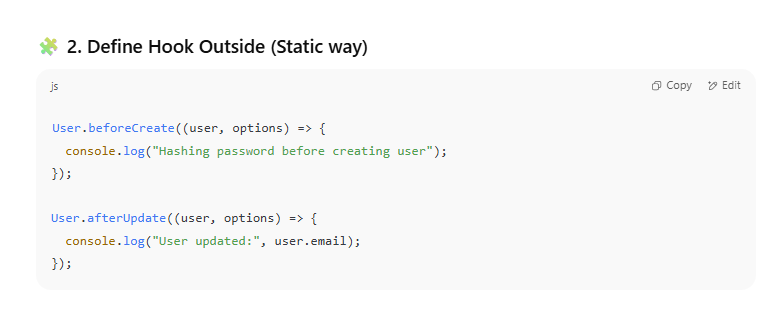 🧩 2. Define Hook Outside (Static way)
js
Copy Edit
User.beforeCreate((user, options) => {
  console.log("Hashing password before creating user");
});

User.afterUpdate((user, options) => {
  console.log("User updated:", user.email);
});